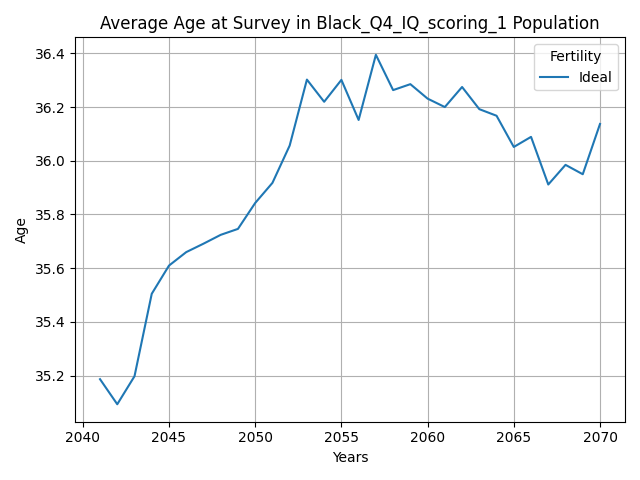 Average Age at Survey in Black_Q4_IQ_scoring_1 Population
Fertility
Ideal
36.4
36.2
36.0
35.8
35.6
35.4
35.2
Age
2040
2045
2050
2055
2060
2065
2070
Years